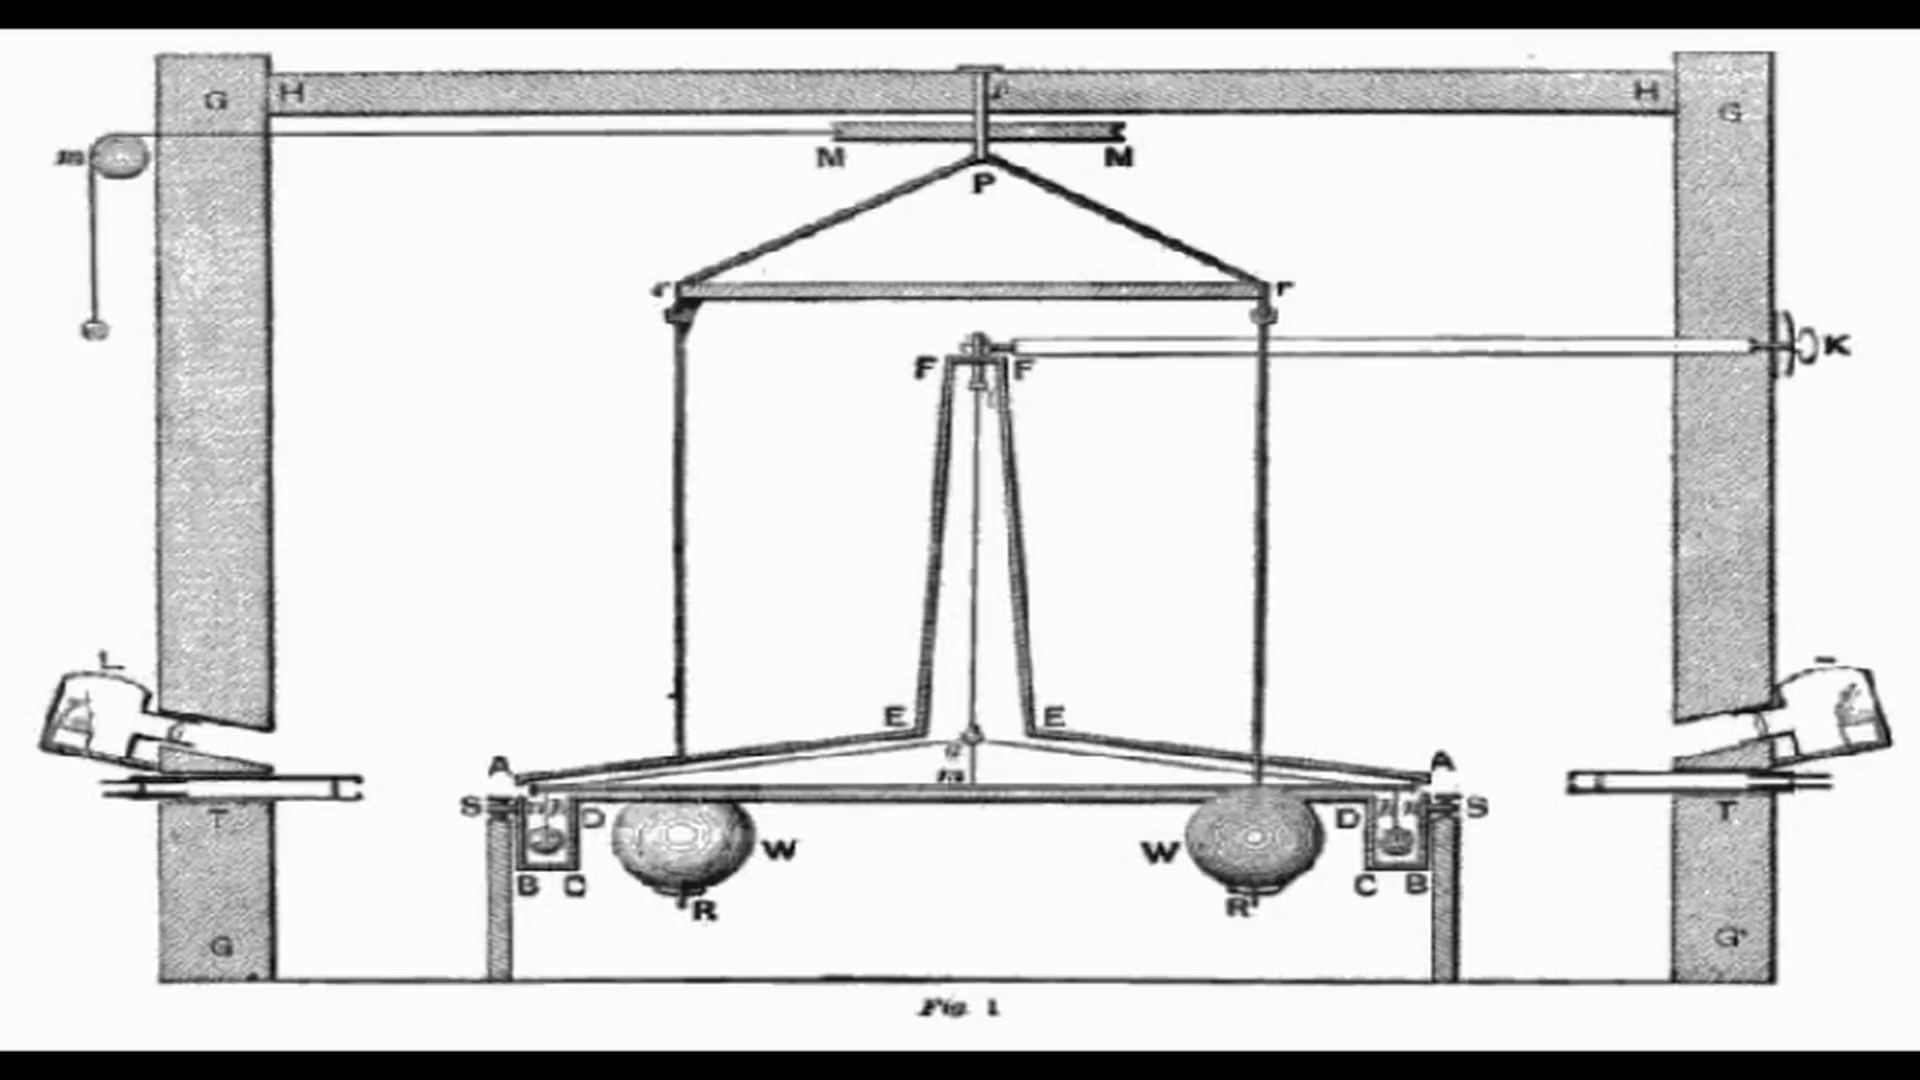 G H H G
m M M
P
r r
F F K
L
E E
A A
S D D S
m
T T
W W
B C C B
R R
G G
Fig. 1